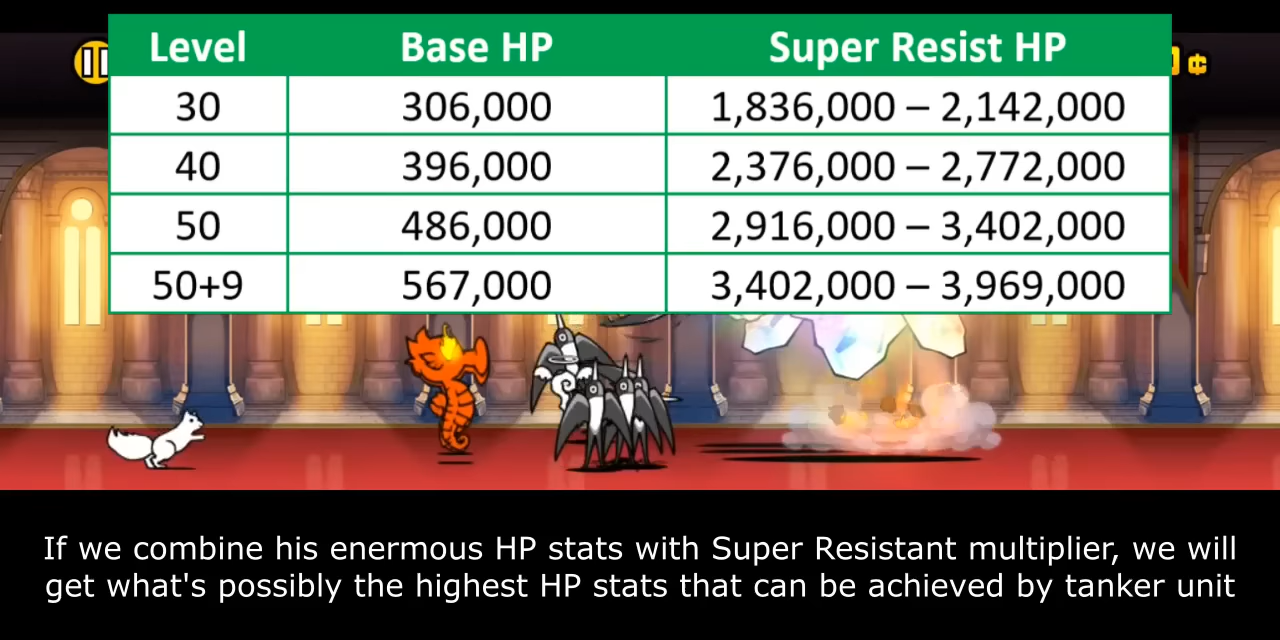 Level Base HP Super Resist HP
30 306,000 1,836,000 – 2,142,000
40 396,000 2,376,000 – 2,772,000
50 486,000 2,916,000 – 3,402,000
50+9 567,000 3,402,000 – 3,969,000
If we combine his enermous HP stats with Super Resistant multiplier, we will
get what's possibly the highest HP stats that can be achieved by tanker unit